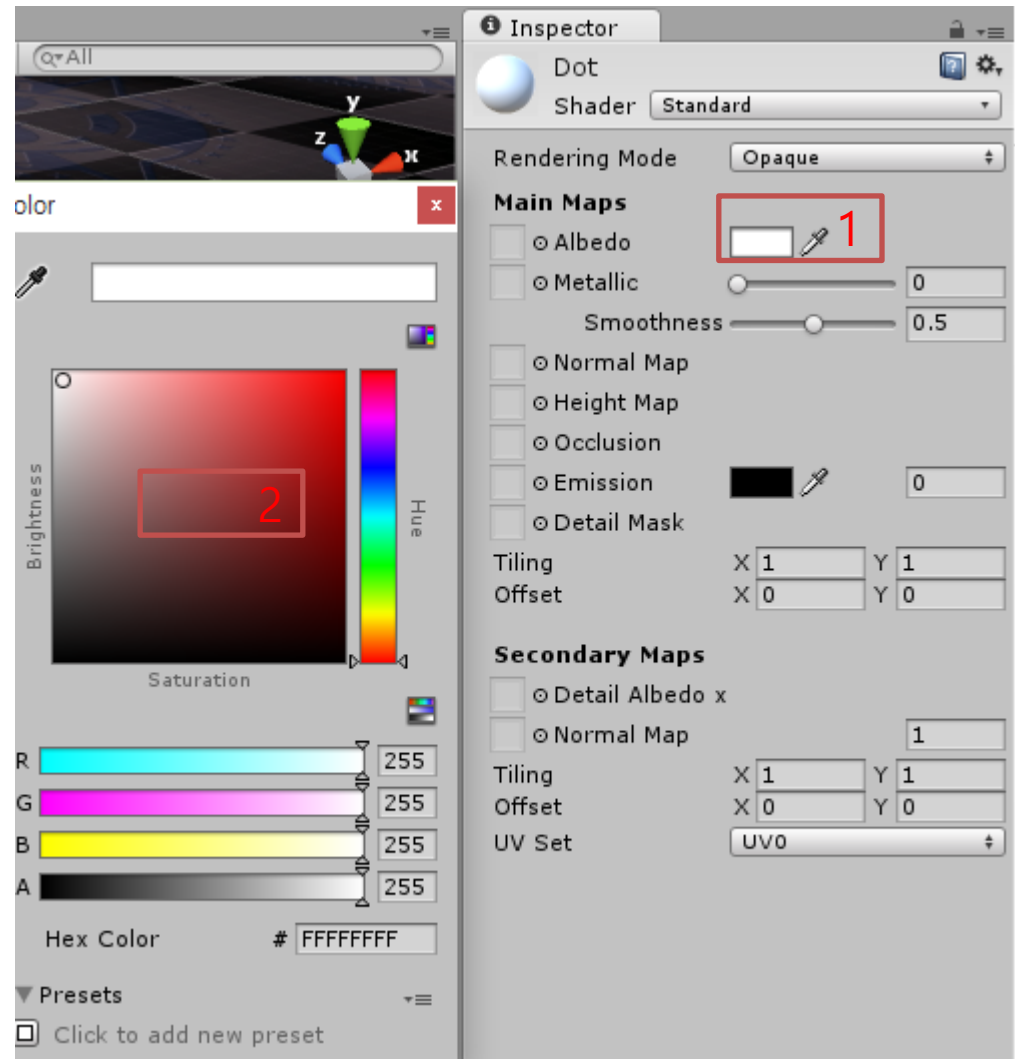 All
y
z
x
olor
Brightness
2
Hue
Saturation
R 255
G 255
B 255
A 255
Hex Color # FFFFFFFF
Presets
Click to add new preset
Inspector
Dot
Shader Standard
Rendering Mode Opaque
Main Maps
Albedo 1
Metallic 0
Smoothness 0.5
Normal Map
Height Map
Occlusion
Emission 0
Detail Mask
Tiling X 1 Y 1
Offset X 0 Y 0
Secondary Maps
Detail Albedo x
Normal Map 1
Tiling X 1 Y 1
Offset X 0 Y 0
UV Set UV0